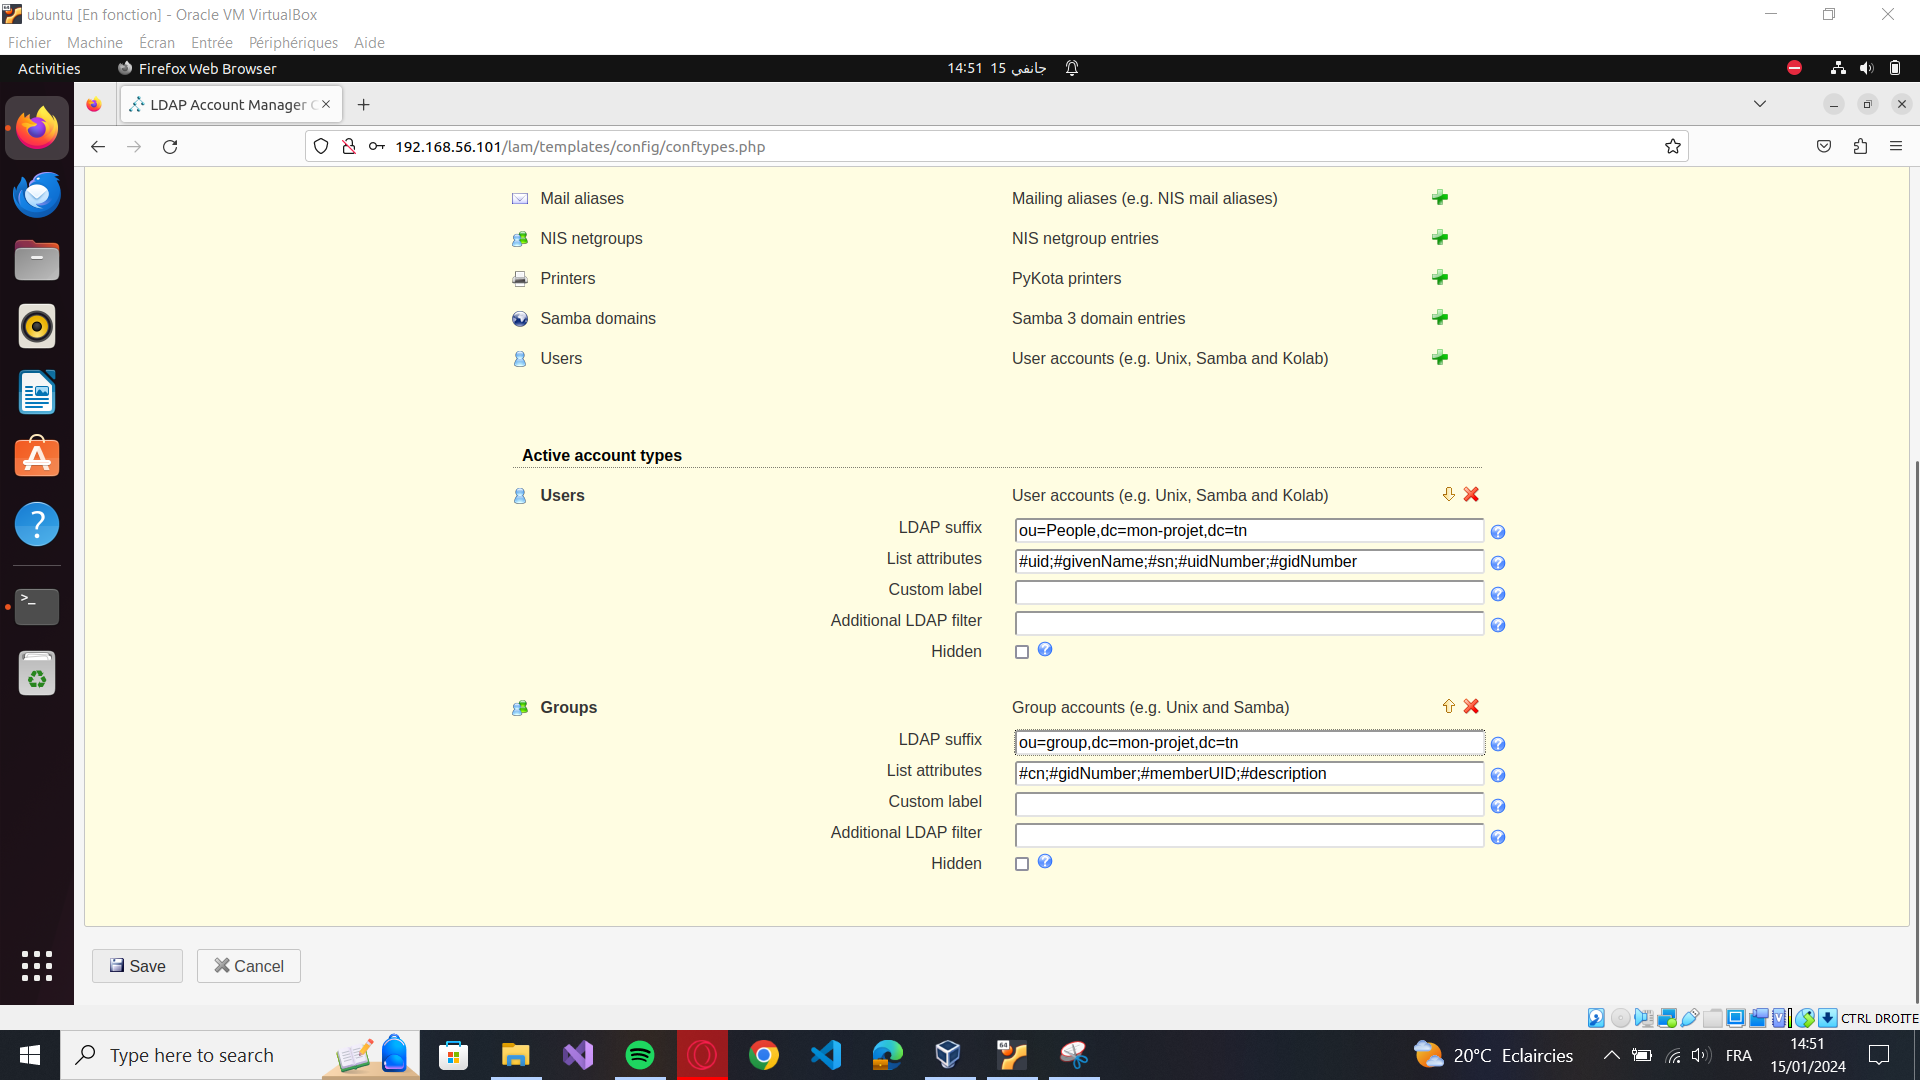 ubuntu [En fonction] - Oracle VM VirtualBox
Fichier Machine Écran Entrée Périphériques Aide
Activities Firefox Web Browser 14:51 15 جانفي
LDAP Account Manager C
192.168.56.101/lam/templates/config/conftypes.php
Mail aliases Mailing aliases (e.g. NIS mail aliases)
NIS netgroups NIS netgroup entries
Printers PyKota printers
Samba domains Samba 3 domain entries
Users User accounts (e.g. Unix, Samba and Kolab)
Active account types
Users User accounts (e.g. Unix, Samba and Kolab)
LDAP suffix ou=People,dc=mon-projet,dc=tn
List attributes #uid;#givenName;#sn;#uidNumber;#gidNumber
Custom label
Additional LDAP filter
Hidden
Groups Group accounts (e.g. Unix and Samba)
LDAP suffix ou=group,dc=mon-projet,dc=tn
List attributes #cn;#gidNumber;#memberUID;#description
Custom label
Additional LDAP filter
Hidden
Save Cancel
CTRL DROITE
Type here to search 20°C Eclaircies FRA 14:51
15/01/2024